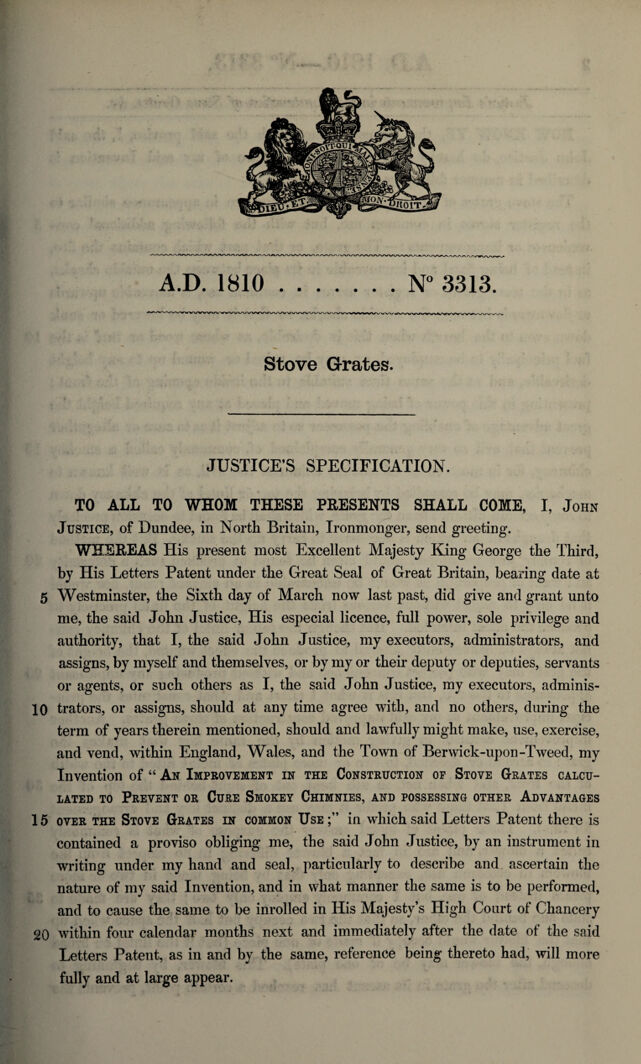 HONI SOIT QUI MAL Y PENSE
DIEU ET MON DROIT
A.D. 1810 . . . . . . . N° 3313.
Stove Grates.
JUSTICE'S SPECIFICATION.
TO ALL TO WHOM THESE PRESENTS SHALL COME, I, JOHN
JUSTICE, of Dundee, in North Britain, Ironmonger, send greeting.
WHEREAS His present most Excellent Majesty King George the Third,
by His Letters Patent under the Great Seal of Great Britain, bearing date at
5 Westminster, the Sixth day of March now last past, did give and grant unto
me, the said John Justice, His especial licence, full power, sole privilege and
authority, that I, the said John Justice, my executors, administrators, and
assigns, by myself and themselves, or by my or their deputy or deputies, servants
or agents, or such others as I, the said John Justice, my executors, adminis-
10 trators, or assigns, should at any time agree with, and no others, during the
term of years therein mentioned, should and lawfully might make, use, exercise,
and vend, within England, Wales, and the Town of Berwick-upon-Tweed, my
Invention of “ AN IMPROVEMENT IN THE CONSTRUCTION OF STOVE GRATES CALCU-
LATED TO PREVENT OR CURE SMOKEY CHIMNIES, AND POSSESSING OTHER ADVANTAGES
15 OVER THE STOVE GRATES IN COMMON USE ;” in which said Letters Patent there is
contained a proviso obliging me, the said John Justice, by an instrument in
writing under my hand and seal, particularly to describe and ascertain the
nature of my said Invention, and in what manner the same is to be performed,
and to cause the same to be inrolled in His Majesty's High Court of Chancery
20 within four calendar months next and immediately after the date of the said
Letters Patent, as in and by the same, reference being thereto had, will more
fully and at large appear.